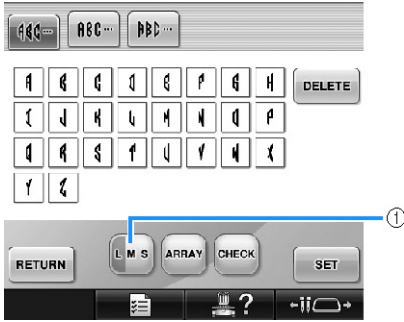 ABC… ABC… ABC…
A B C D E F G H DELETE
I J K L M N O P
Q R S T U V W X
Y Z
①
RETURN L M S ARRAY CHECK SET
?